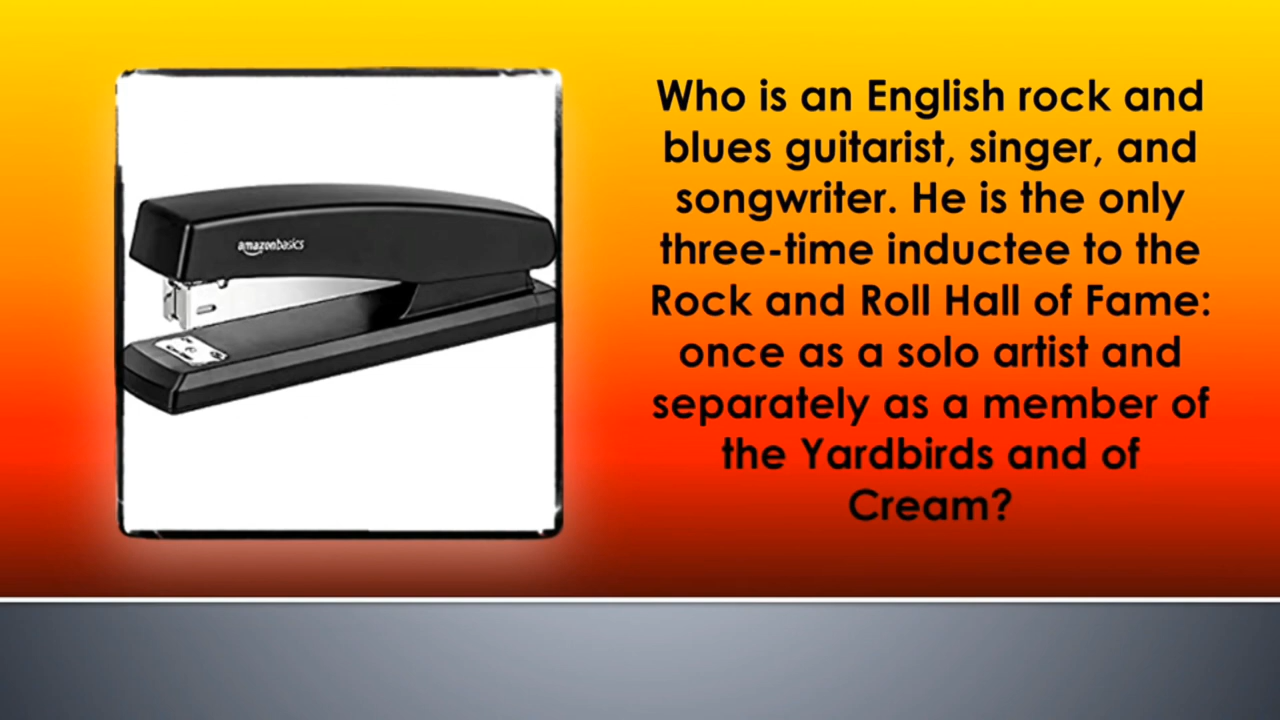 amazonbasics
Who is an English rock and
blues guitarist, singer, and
songwriter. He is the only
three-time inductee to the
Rock and Roll Hall of Fame:
once as a solo artist and
separately as a member of
the Yardbirds and of
Cream?